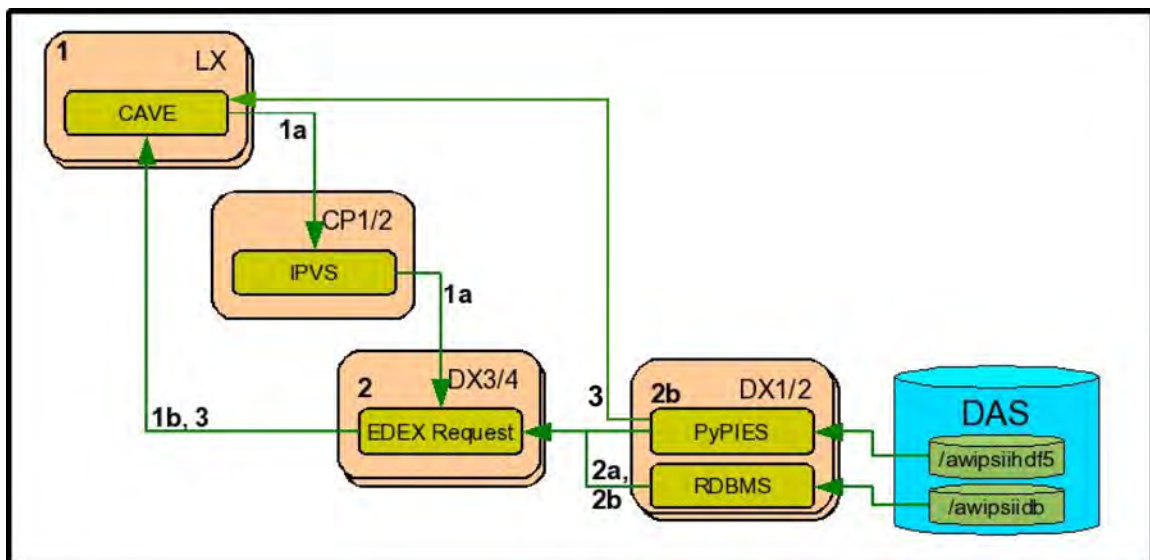 1
LX
CAVE
1a
CP1/2
IPVS
1a
DX3/4
2
EDEX Request
1b, 3
3
2b
DX1/2
PyPIES
2a,
2b
RDBMS
DAS
/awipsiihdf5
/awipsiidb